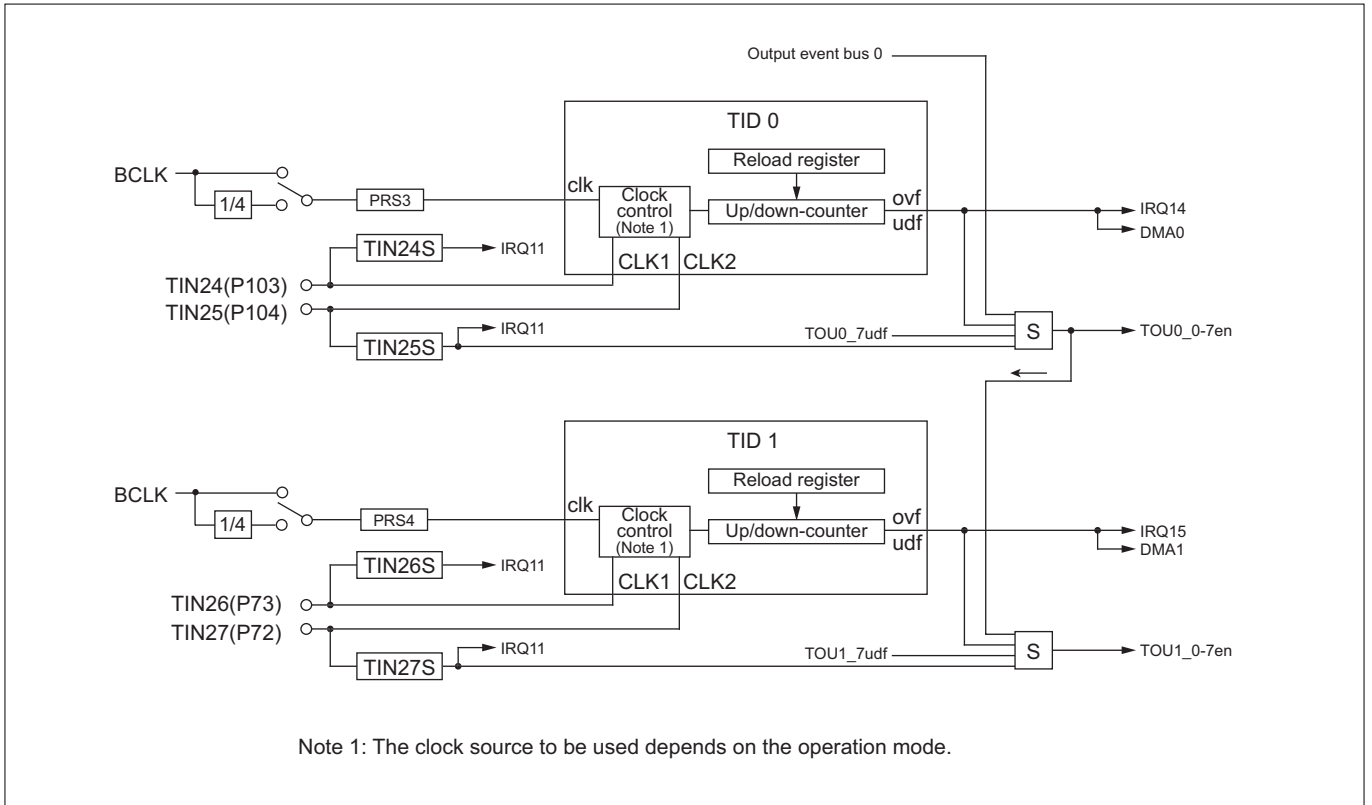 Output event bus 0
TID 0
Reload register
BCLK
1/4
PRS3
clk
Clock
control
(Note 1)
Up/down-counter
ovf
udf
IRQ14
DMA0
TIN24S
IRQ11
CLK1
CLK2
TIN24(P103)
TIN25(P104)
TIN25S
IRQ11
TOU0_7udf
S
TOU0_0-7en
TID 1
Reload register
BCLK
1/4
PRS4
clk
Clock
control
(Note 1)
Up/down-counter
ovf
udf
IRQ15
DMA1
TIN26S
IRQ11
CLK1
CLK2
TIN26(P73)
TIN27(P72)
TIN27S
IRQ11
TOU1_7udf
S
TOU1_0-7en
Note 1: The clock source to be used depends on the operation mode.